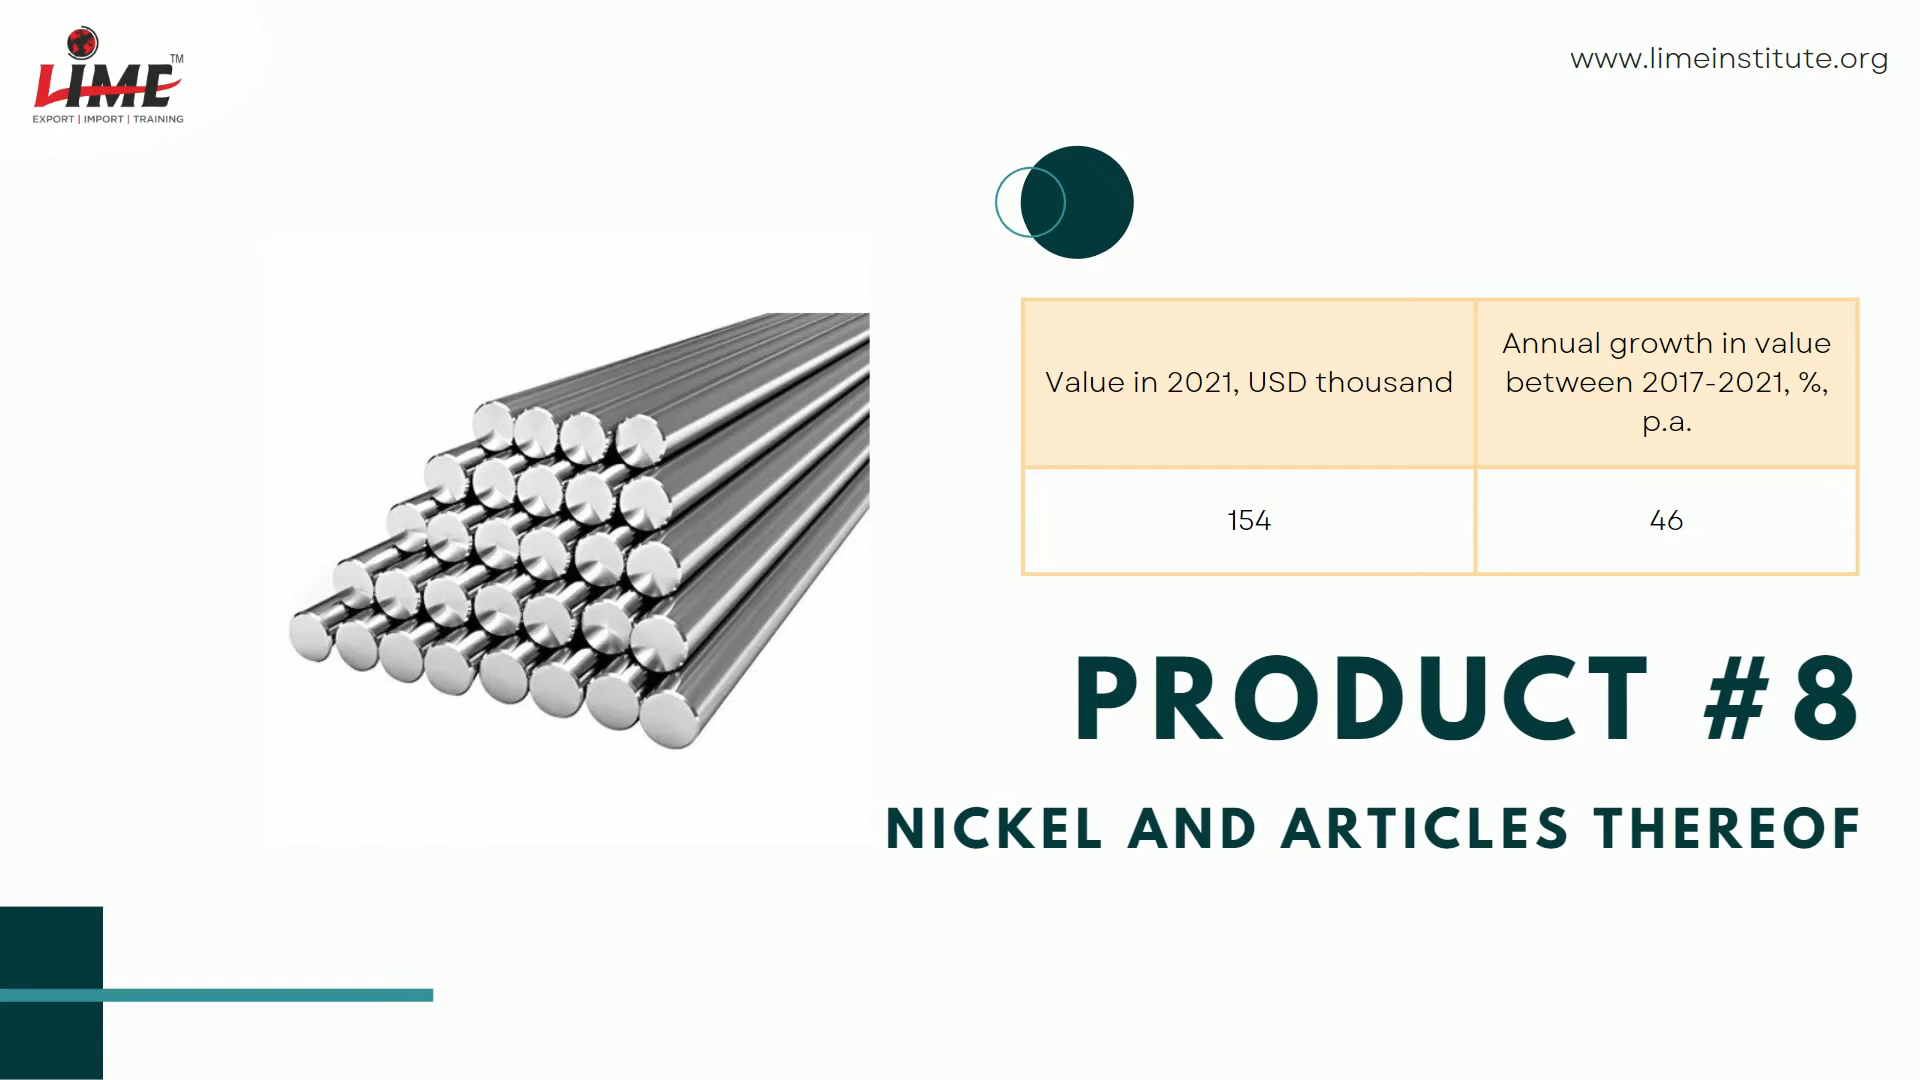 LIME TM
EXPORT | IMPORT | TRAINING
www.limeinstitute.org
Value in 2021, USD thousand
Annual growth in value
between 2017-2021, %,
p.a.
154
46
PRODUCT #8
NICKEL AND ARTICLES THEREOF